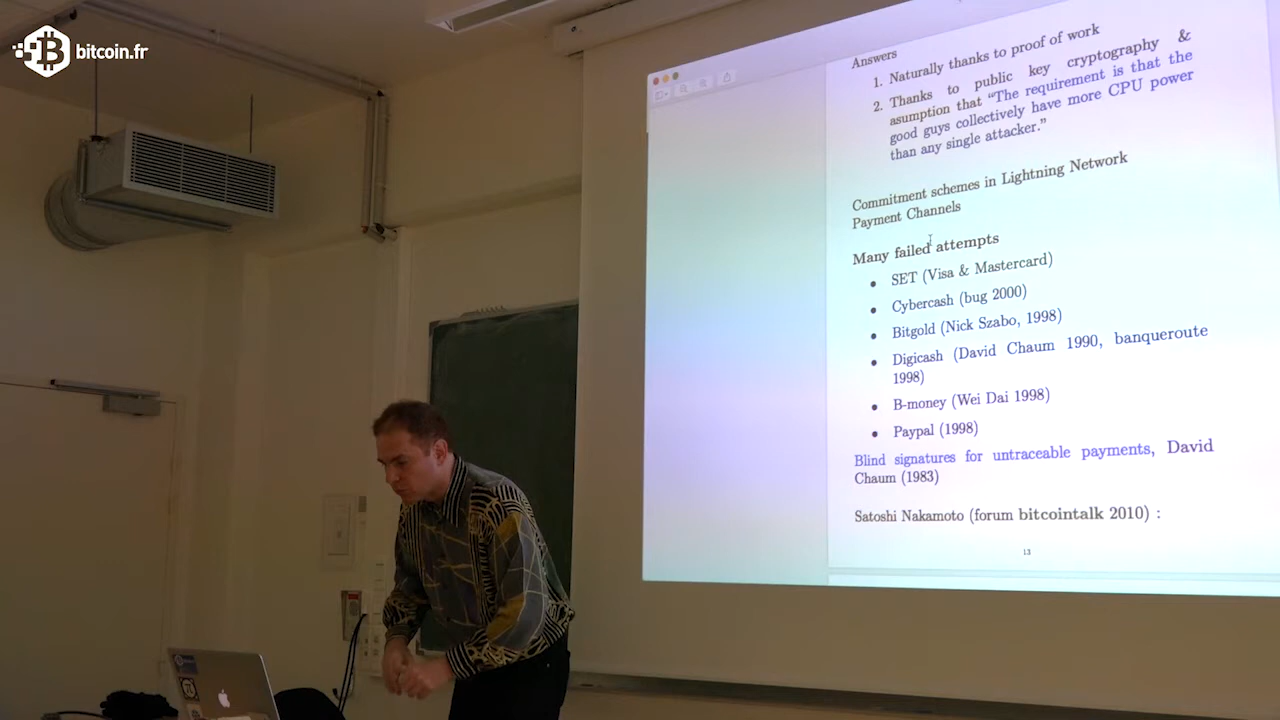 bitcoin.fr
Answers
1. Naturally thanks to proof of work
2. Thanks to public key cryptography &
asumption that “The requirement is that the
good guys collectively have more CPU power
than any single attacker.”
Commitment schemes in Lightning Network
Payment Channels
Many failed attempts
• SET (Visa & Mastercard)
• Cybercash (bug 2000)
• Bitgold (Nick Szabo, 1998)
• Digicash (David Chaum 1990, banqueroute
1998)
• B-money (Wei Dai 1998)
• Paypal (1998)
Blind signatures for untraceable payments, David
Chaum (1983)
Satoshi Nakamoto (forum bitcointalk 2010) :
13